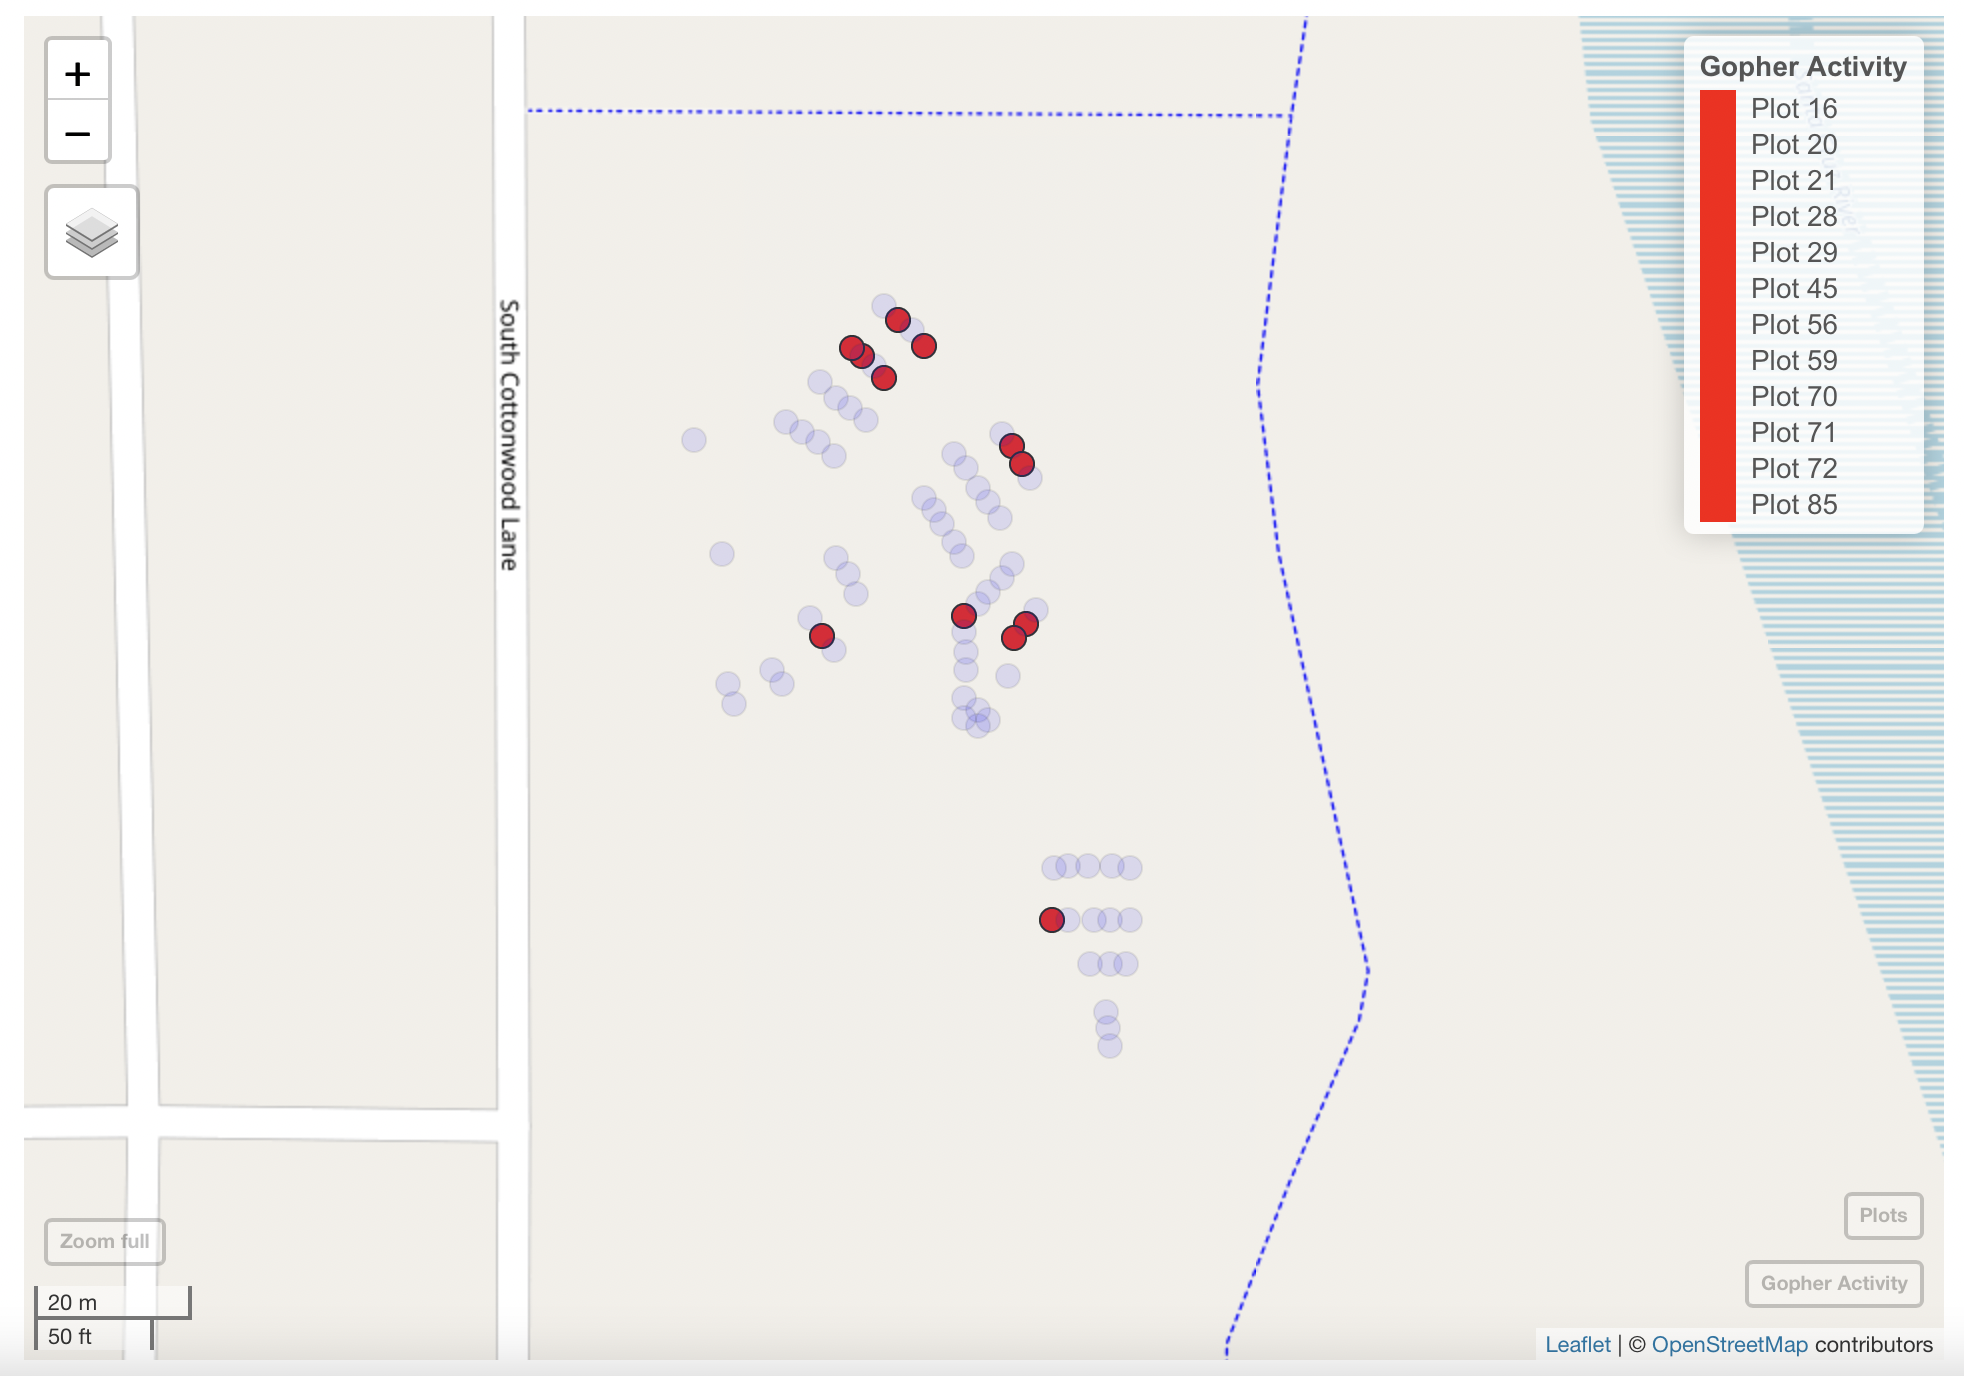 +
−
Gopher Activity
Plot 16
Plot 20
Plot 21
Plot 28
Plot 29
Plot 45
Plot 56
Plot 59
Plot 70
Plot 71
Plot 72
Plot 85
South Cottonwood Lane
Zoom full
20 m
50 ft
Plots
Gopher Activity
Leaflet | © OpenStreetMap contributors